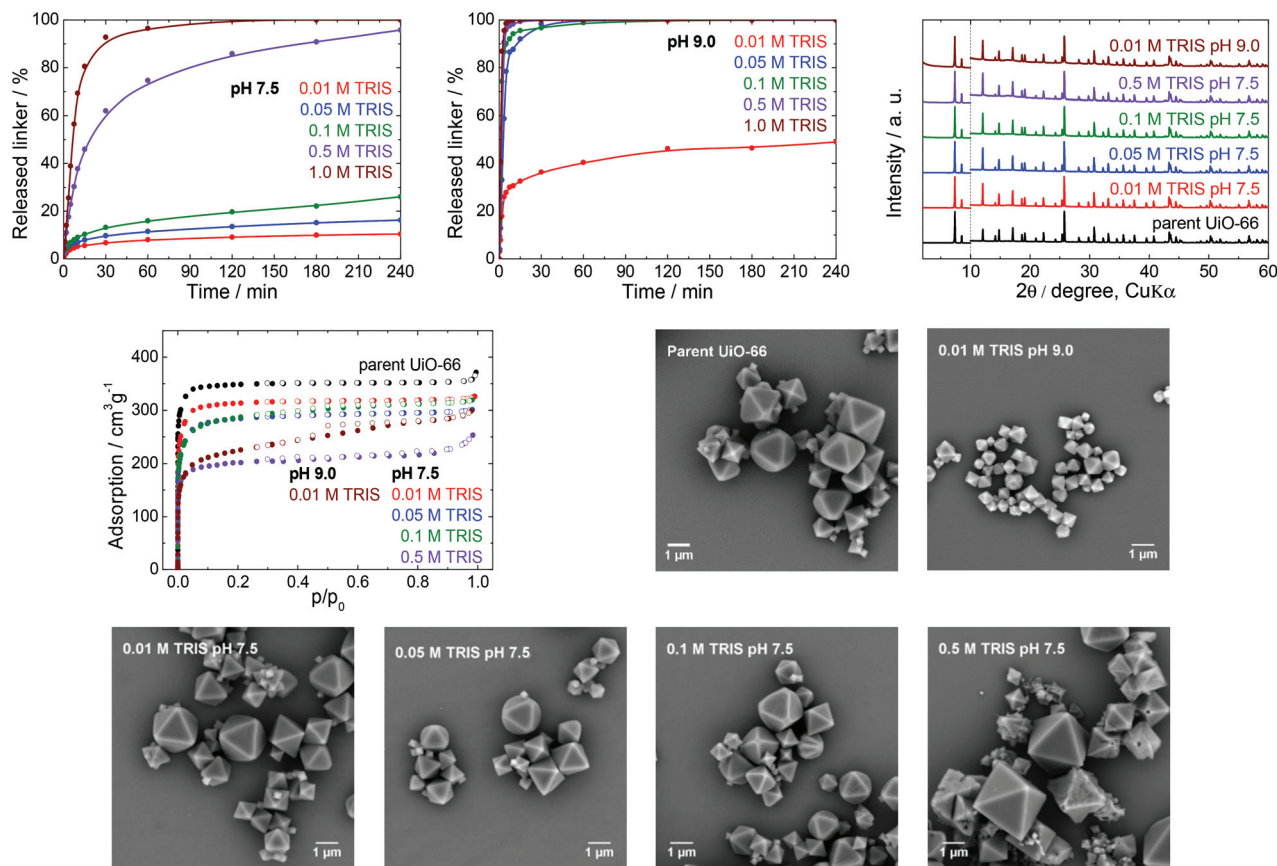 Released linker / %
100
80
60
40
20
0
pH 7.5
0.01 M TRIS
0.05 M TRIS
0.1 M TRIS
0.5 M TRIS
1.0 M TRIS
0 30 60 90 120 150 180 210 240
Time / min
Released linker / %
100
80
60
40
20
0
pH 9.0
0.01 M TRIS
0.05 M TRIS
0.1 M TRIS
0.5 M TRIS
1.0 M TRIS
0 30 60 90 120 150 180 210 240
Time / min
Intensity / a. u.
0.01 M TRIS pH 9.0
0.5 M TRIS pH 7.5
0.1 M TRIS pH 7.5
0.05 M TRIS pH 7.5
0.01 M TRIS pH 7.5
parent UiO-66
10 20 30 40 50 60
2θ / degree, CuKα
Adsorption / cm³g⁻¹
400
300
200
100
0
parent UiO-66
pH 9.0 pH 7.5
0.01 M TRIS 0.01 M TRIS
0.05 M TRIS
0.1 M TRIS
0.5 M TRIS
0.0 0.2 0.4 0.6 0.8 1.0
p/p₀
Parent UiO-66
1 µm
0.01 M TRIS pH 9.0
1 µm
0.01 M TRIS pH 7.5
1 µm
0.05 M TRIS pH 7.5
1 µm
0.1 M TRIS pH 7.5
1 µm
0.5 M TRIS pH 7.5
1 µm